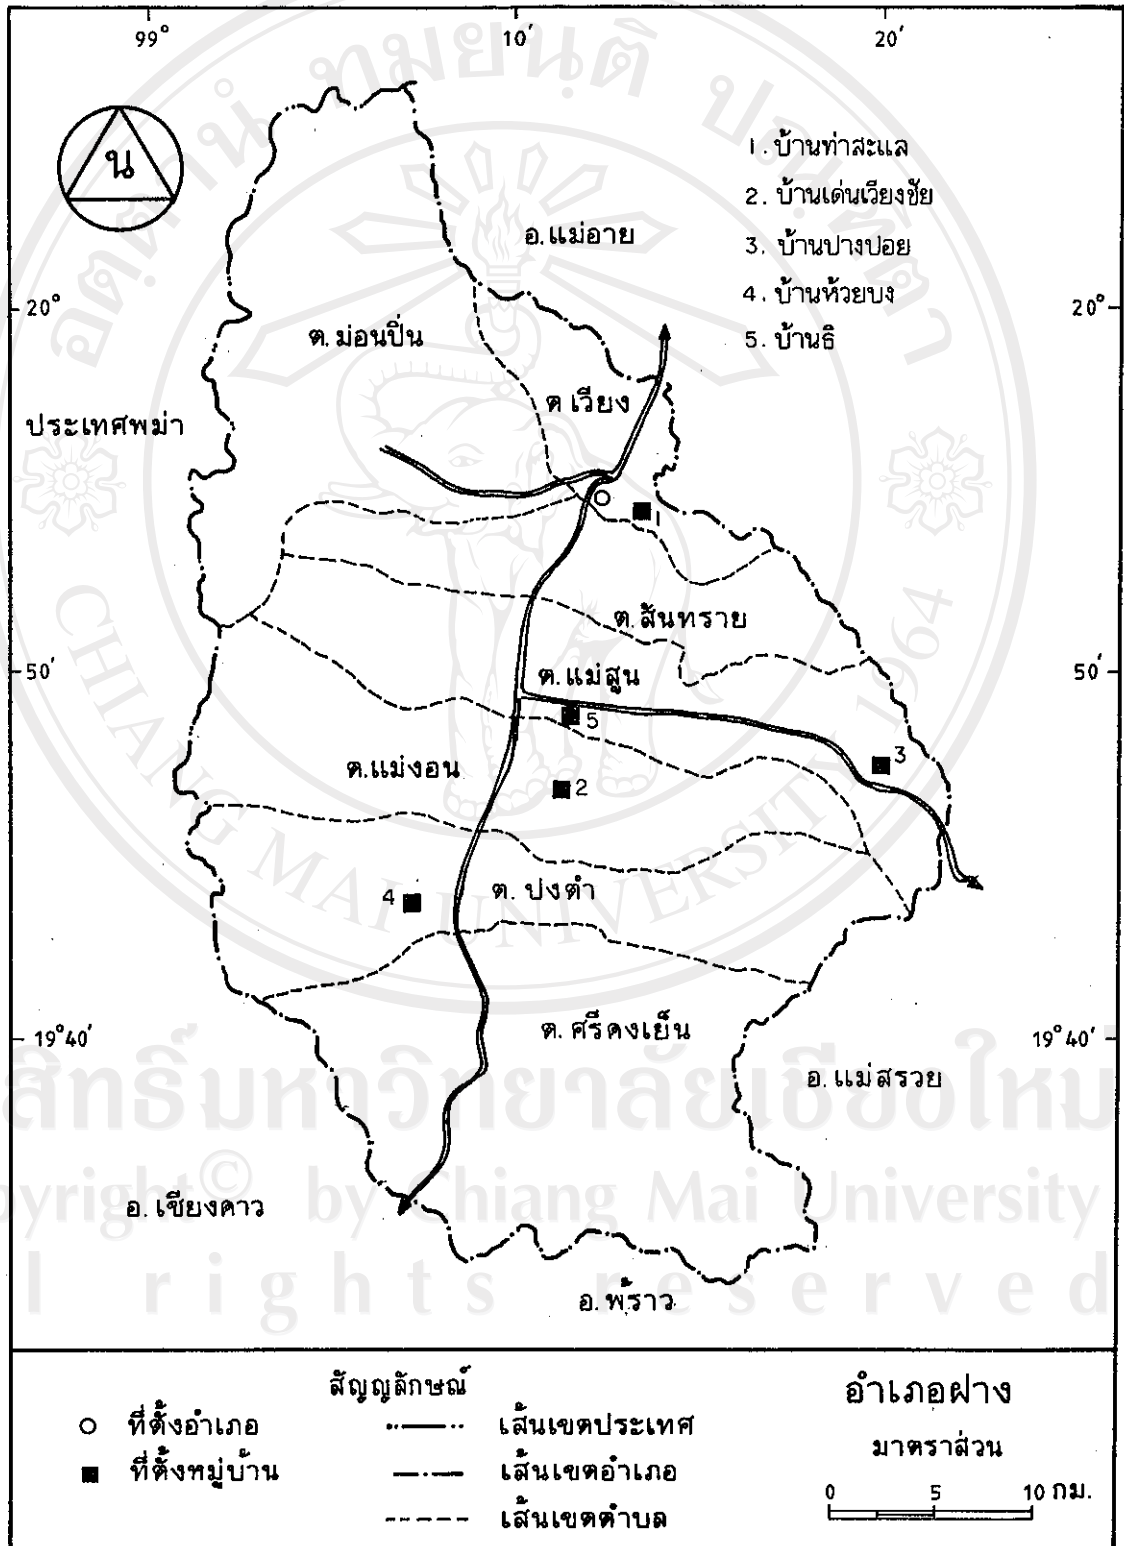 99°
10′
20′
น
1. บ้านท่าสะแล
2. บ้านเด่นเวียงชัย
3. บ้านปางปอย
4. บ้านห้วยบง
5. บ้านธิ
อ.แม่อาย
20°
20°
ต.ม่อนปิ่น
ต เวียง
ประเทศพม่า
1
ต.สันทราย
50′
50′
ต.แม่สูน
5
3
ต.แม่งอน
2
4
ต. ปงตำ
19°40′
19°40′
ต. ศรีดงเย็น
อ. แม่สรวย
อ. เชียงดาว
อ. พร้าว
CHIANG MAI UNIVERSITY 1964
สิทธิ์มหาวิทยาลัยเชียงใหม่
pyright© by Chiang Mai University
l rights reserved
สัญญลักษณ์
ที่ตั้งอำเภอ
ที่ตั้งหมู่บ้าน
เส้นเขตประเทศ
เส้นเขตอำเภอ
เส้นเขตตำบล
อำเภอฝาง
มาตราส่วน
0 5 10 กม.